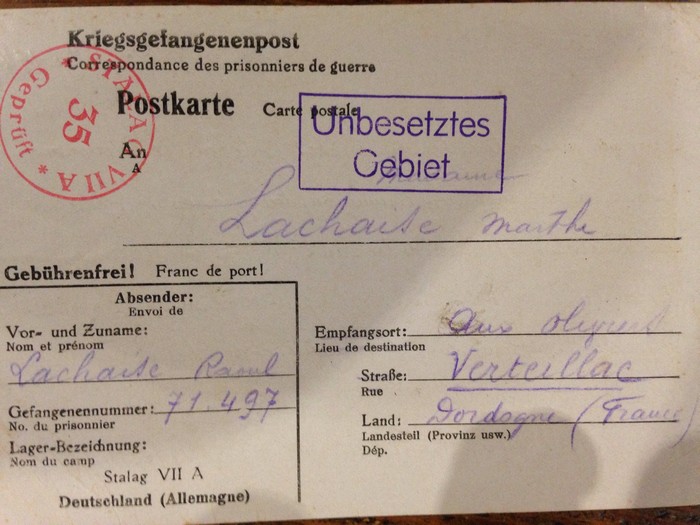 Kriegsgefangenenpost
Correspondance des prisonniers de guerre
STALAG VII A
35
* Geprüft *
Postkarte Carte postale
Unbesetztes
Gebiet
An
A
Madame
Lachaise Marthe
Gebührenfrei! Franc de port!
Absender:
Envoi de
Vor- und Zuname:
Nom et prénom
Lachaise Raoul
Gefangenennummer: 71.497
No. du prisonnier
Lager-Bezeichnung:
Nom du camp
Stalag VII A
Deutschland (Allemagne)
Empfangsort: Aux
Lieu de destination
Straße: Verteillac
Rue
Land: Dordogne (France)
Landesteil (Provinz usw.)
Dép.